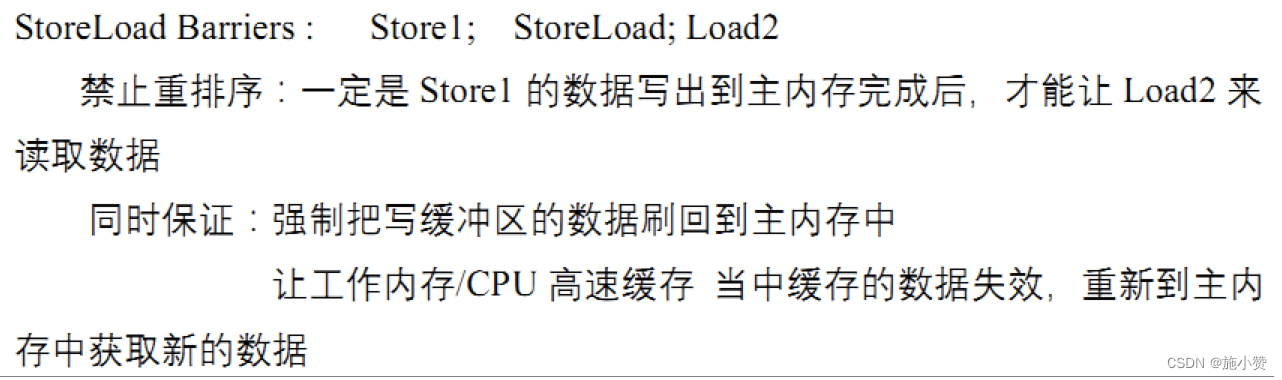 StoreLoad Barriers : Store1; StoreLoad; Load2
禁止重排序：一定是 Store1 的数据写出到主内存完成后，才能让 Load2 来
读取数据
同时保证：强制把写缓冲区的数据刷回到主内存中
让工作内存/CPU 高速缓存 当中缓存的数据失效，重新到主内
存中获取新的数据
CSDN @施小赞